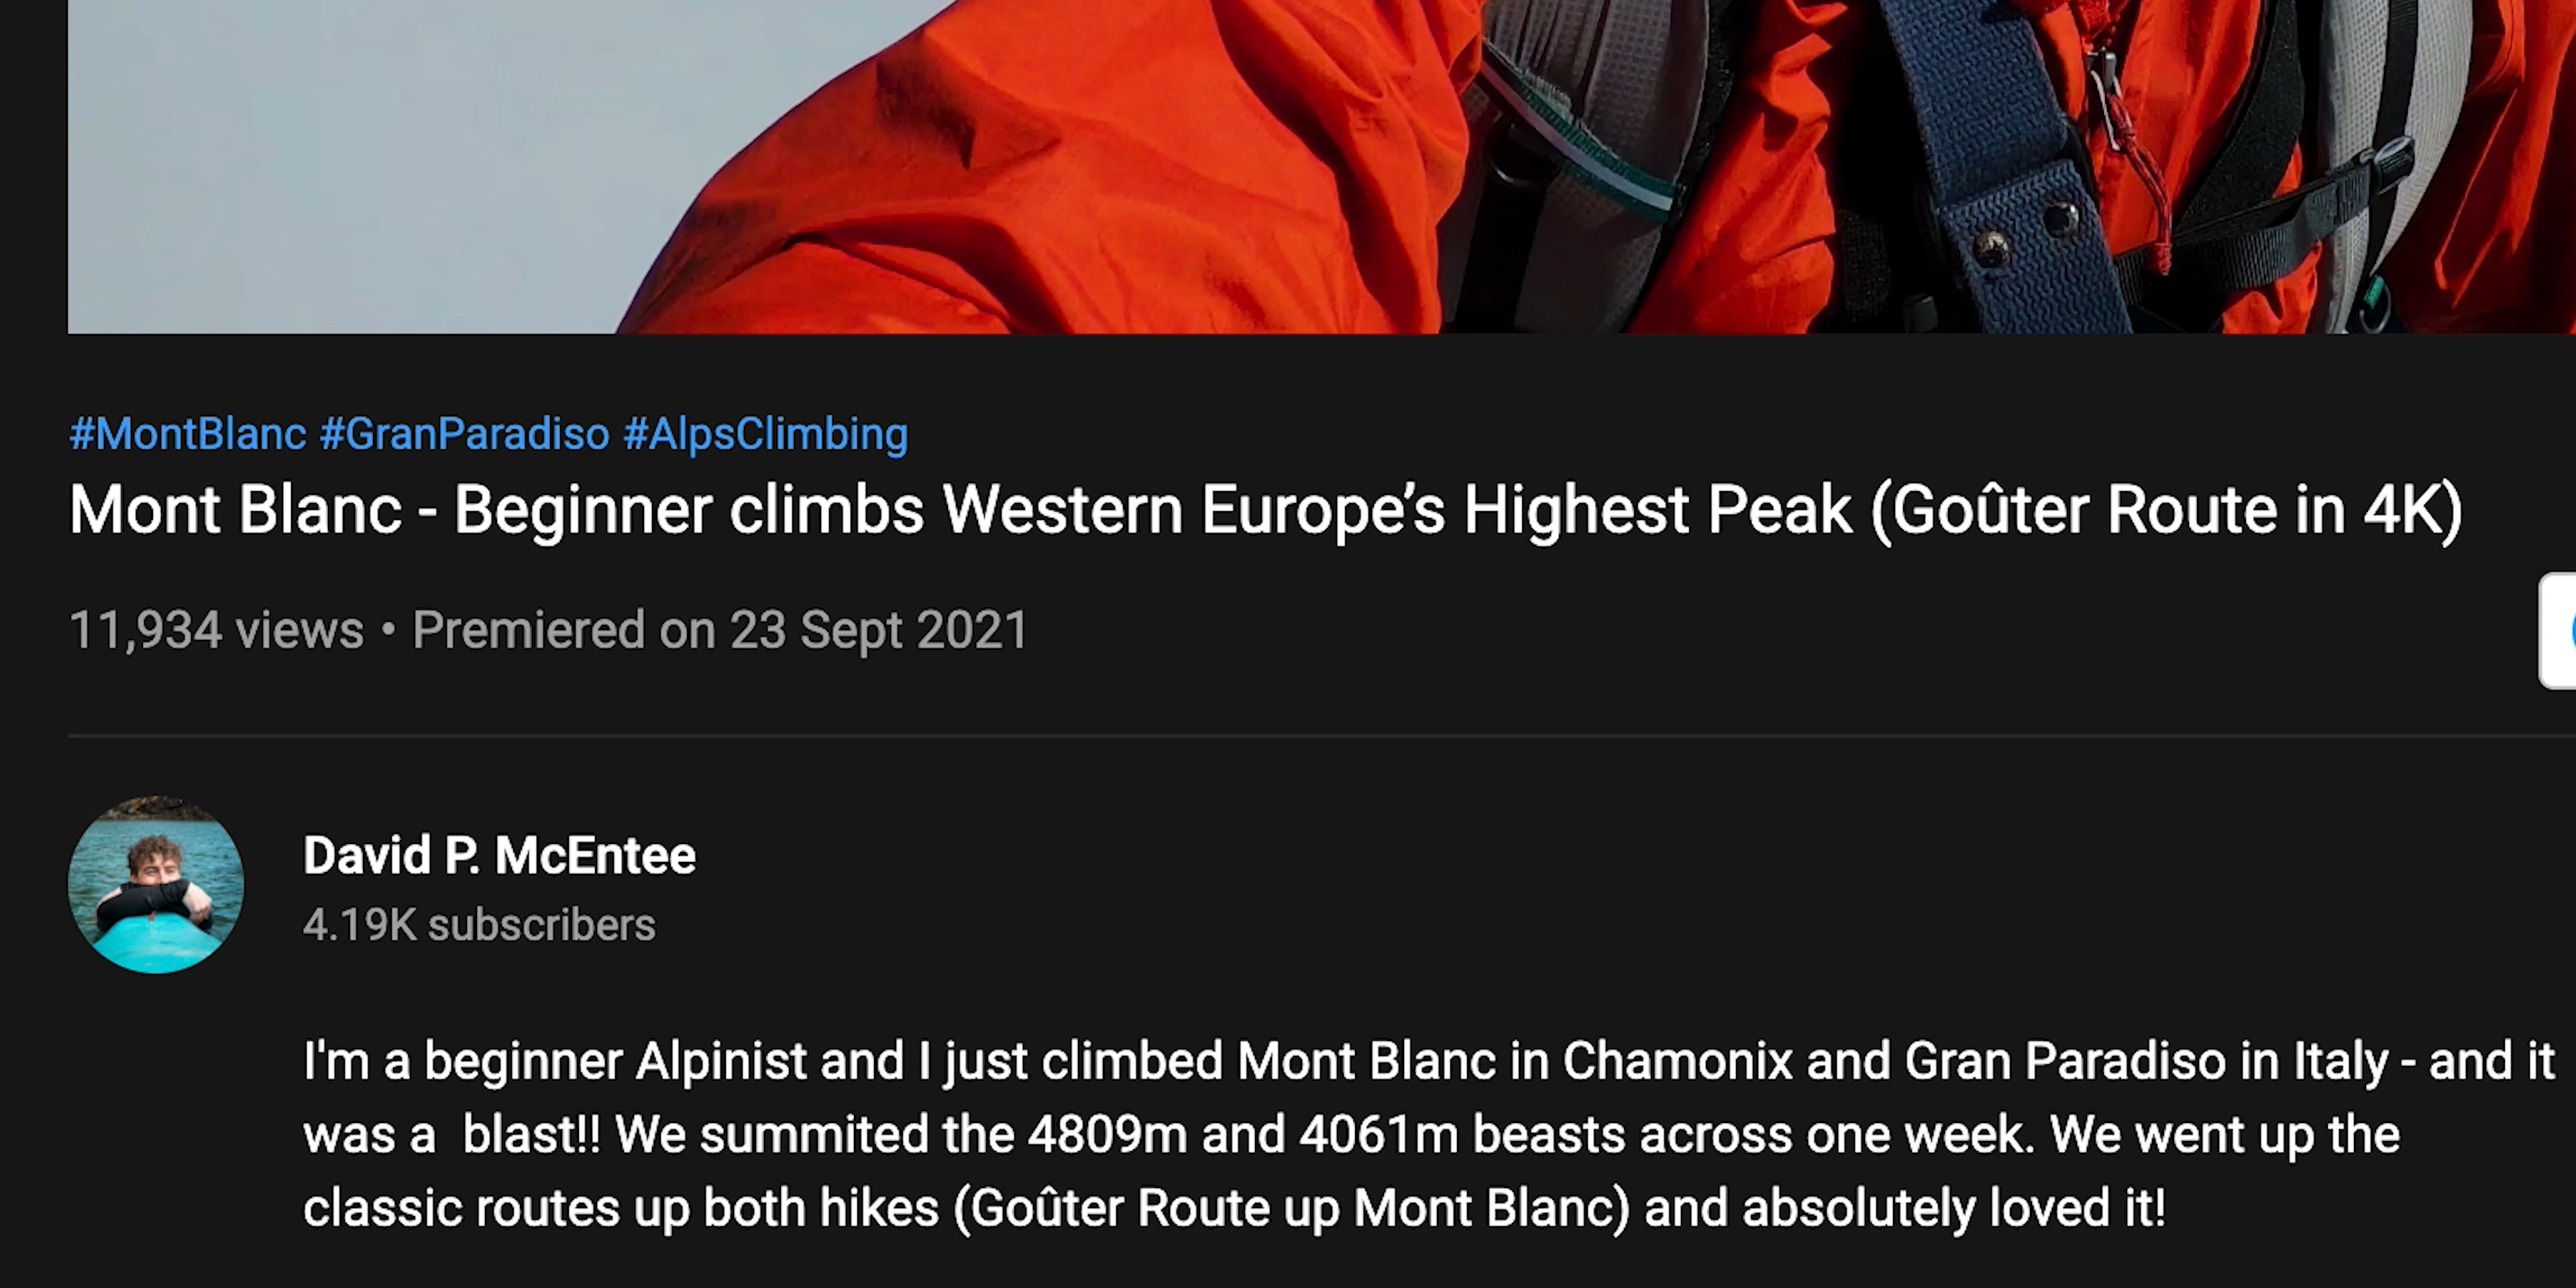 #MontBlanc #GranParadiso #AlpsClimbing
Mont Blanc - Beginner climbs Western Europe’s Highest Peak (Goûter Route in 4K)
11,934 views • Premiered on 23 Sept 2021
David P. McEntee
4.19K subscribers
I'm a beginner Alpinist and I just climbed Mont Blanc in Chamonix and Gran Paradiso in Italy - and it
was a  blast!! We summited the 4809m and 4061m beasts across one week. We went up the
classic routes up both hikes (Goûter Route up Mont Blanc) and absolutely loved it!